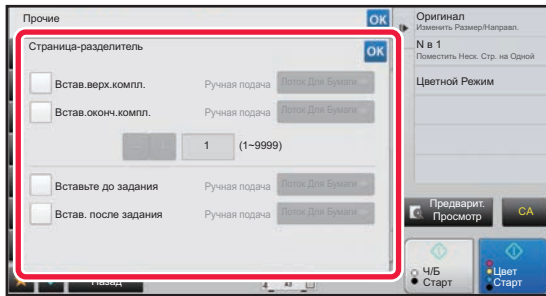 Прочие
OK
Страница-разделитель
OK
Встав.верх.компл.
Ручная подача
Лоток Для Бумаги
Встав.оконч.компл.
Ручная подача
Лоток Для Бумаги
1
(1~9999)
Вставьте до задания
Ручная подача
Лоток Для Бумаги
Встав. после задания
Ручная подача
Лоток Для Бумаги
Назад
Оригинал
Изменить Размер/Направл.
N в 1
Поместить Неск. Стр. на Одной
Цветной Режим
Предварит.
Просмотр
CA
Ч/Б
Старт
Цвет
Старт